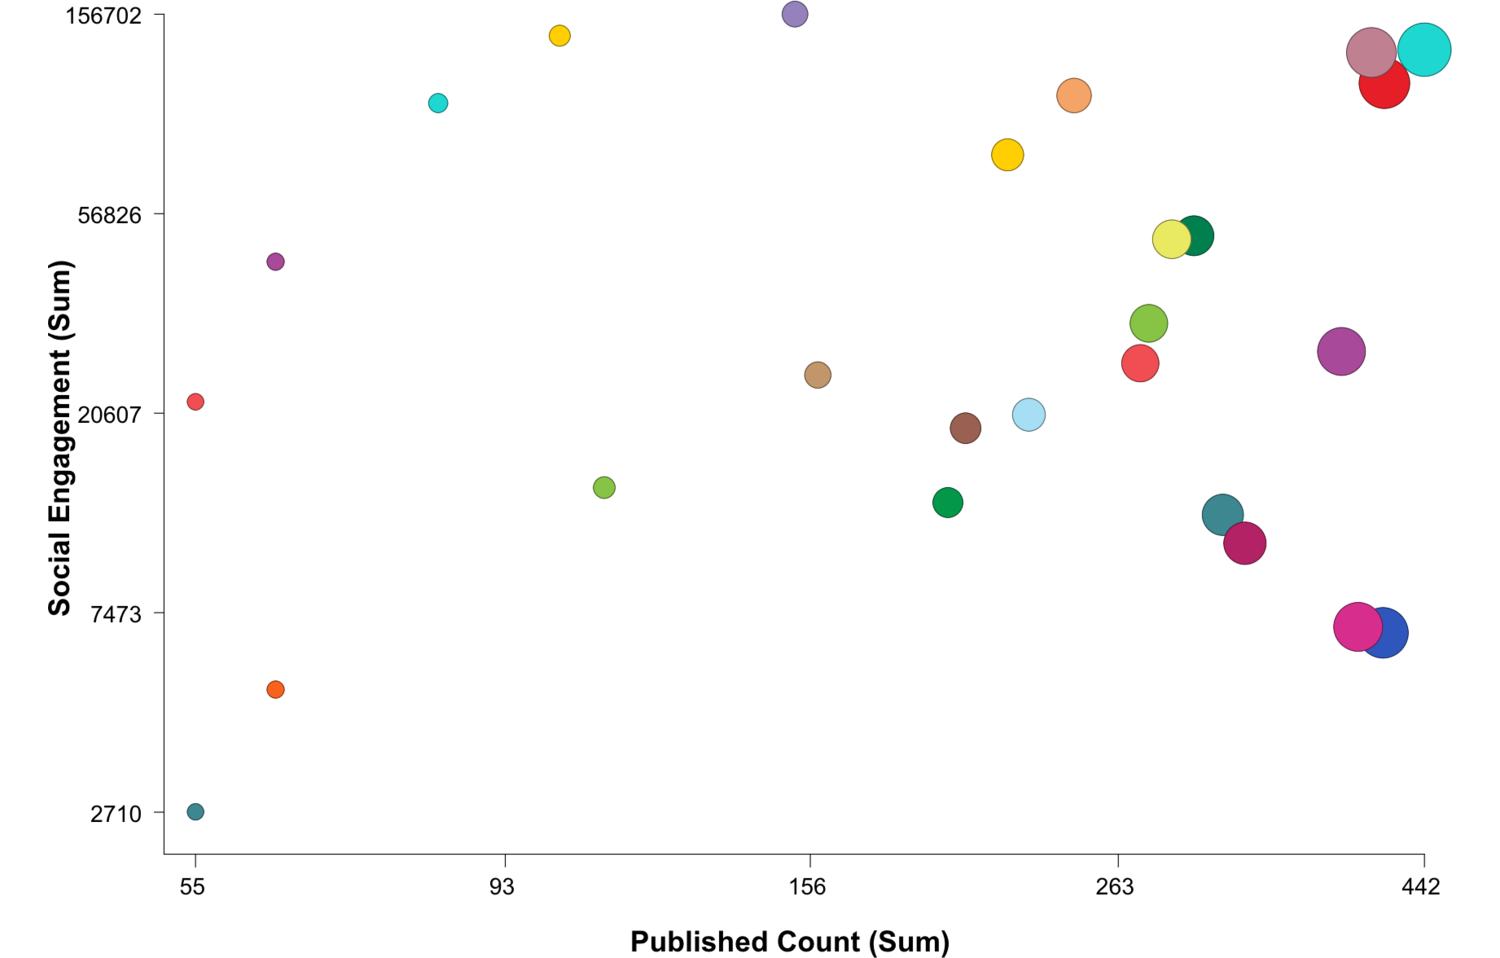 156702
56826
20607
7473
2710
Social Engagement (Sum)
55 93 156 263 442
Published Count (Sum)